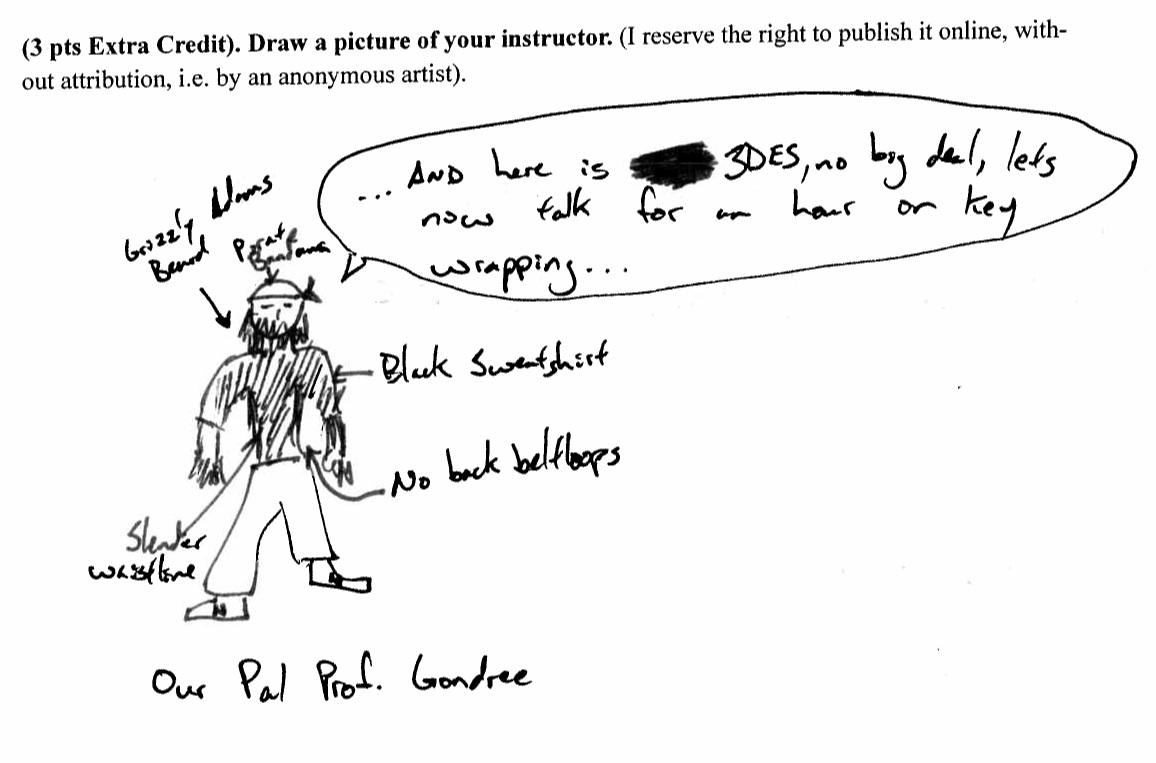 (3 pts Extra Credit). Draw a picture of your instructor. (I reserve the right to publish it online, with-
out attribution, i.e. by an anonymous artist).
... AND here is 3DES, no big deal, lets
now talk for an hour on key
wrapping...
Grizzly Adams
Beard
Pirate
Bandana
Black Sweatshirt
No back beltloops
Slender
waistline
Our Pal Prof. Gondree